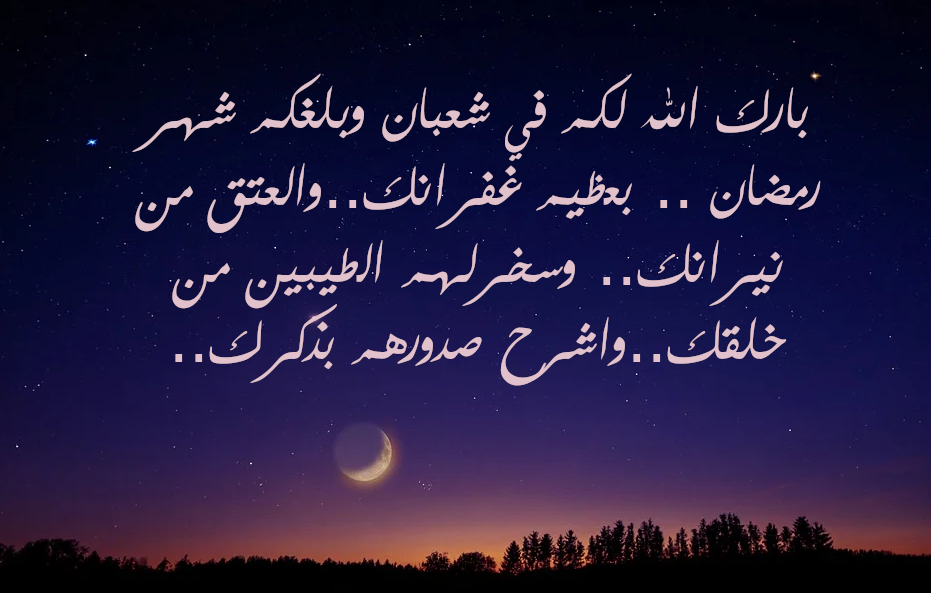 بارك الله لكم في شعبان وبلغكم شهر
رمضان .. بعظيم غفرانك..والعتق من
نيرانك.. وسخرلهم الطيبين من
خلقك..واشرح صدورهم بذكرك..